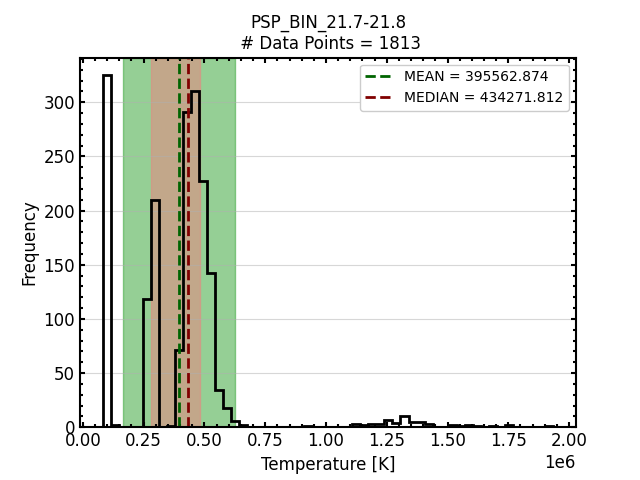 PSP_BIN_21.7-21.8
# Data Points = 1813
MEAN = 395562.874
MEDIAN = 434271.812
Frequency
300
250
200
150
100
50
0
0.00 0.25 0.50 0.75 1.00 1.25 1.50 1.75 2.00
Temperature [K]
1e6